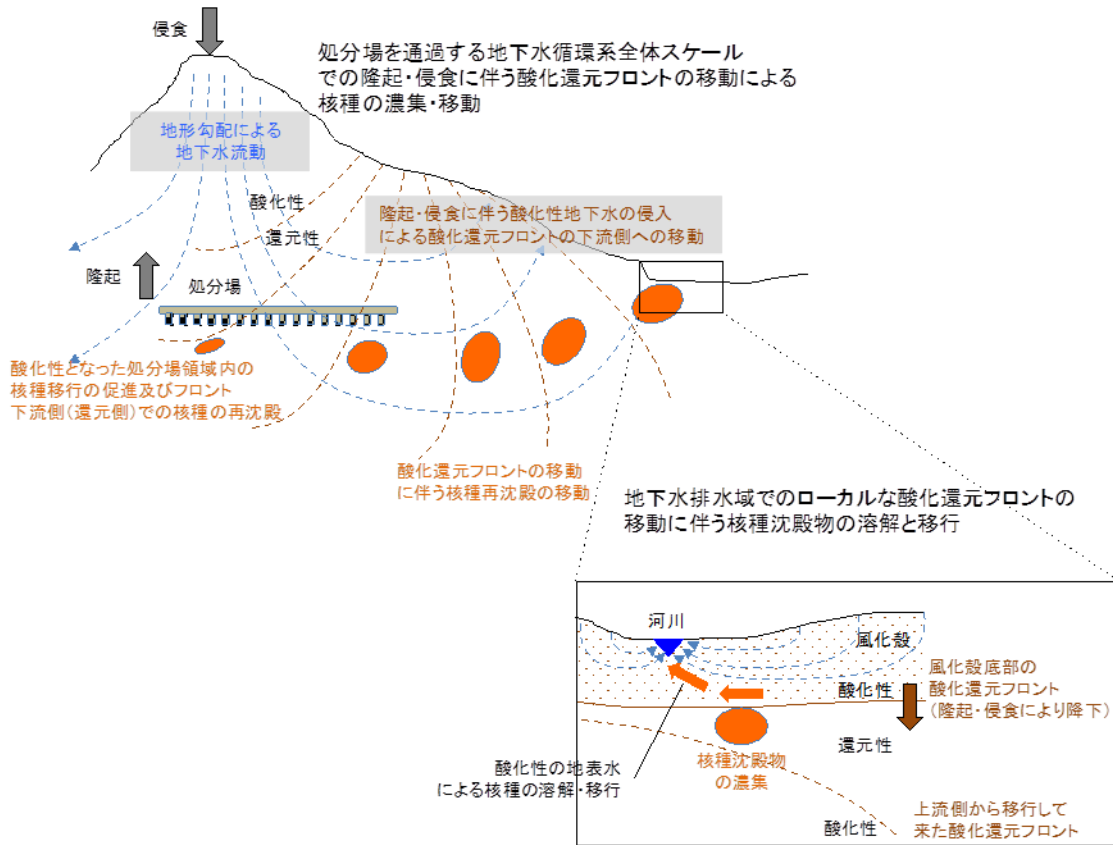 侵食
処分場を通過する地下水循環系全体スケール
での隆起・侵食に伴う酸化還元フロントの移動による
核種の濃集・移動
地形勾配による
地下水流動
酸化性
還元性
隆起・侵食に伴う酸化性地下水の侵入
による酸化還元フロントの下流側への移動
隆起
処分場
酸化性となった処分場領域内の
核種移行の促進及びフロント
下流側(還元側)での核種の再沈殿
酸化還元フロントの移動
に伴う核種再沈殿の移動
地下水排水域でのローカルな酸化還元フロントの
移動に伴う核種沈殿物の溶解と移行
河川
風化殻
酸化性
風化殻底部の
酸化還元フロント
(隆起・侵食により降下)
還元性
核種沈殿物
の濃集
酸化性の地表水
による核種の溶解・移行
上流側から移行して
来た酸化還元フロント
酸化性